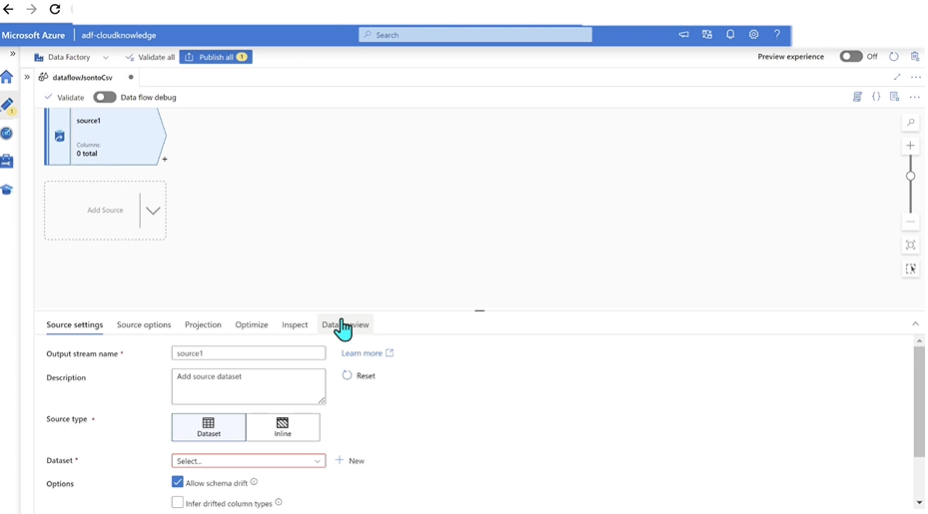 Microsoft Azure | adf-cloudknowledge Search ?
» Data Factory Validate all Publish all 1 Preview experience Off
» dataflowJsontoCsv
Validate Data flow debug {}
source1
Columns:
0 total
+
Add Source
Source settings Source options Projection Optimize Inspect Data preview
Output stream name * source1 Learn more
Description Add source dataset Reset
Source type *
Dataset Inline
Dataset * Select... + New
Options Allow schema drift
Infer drifted column types